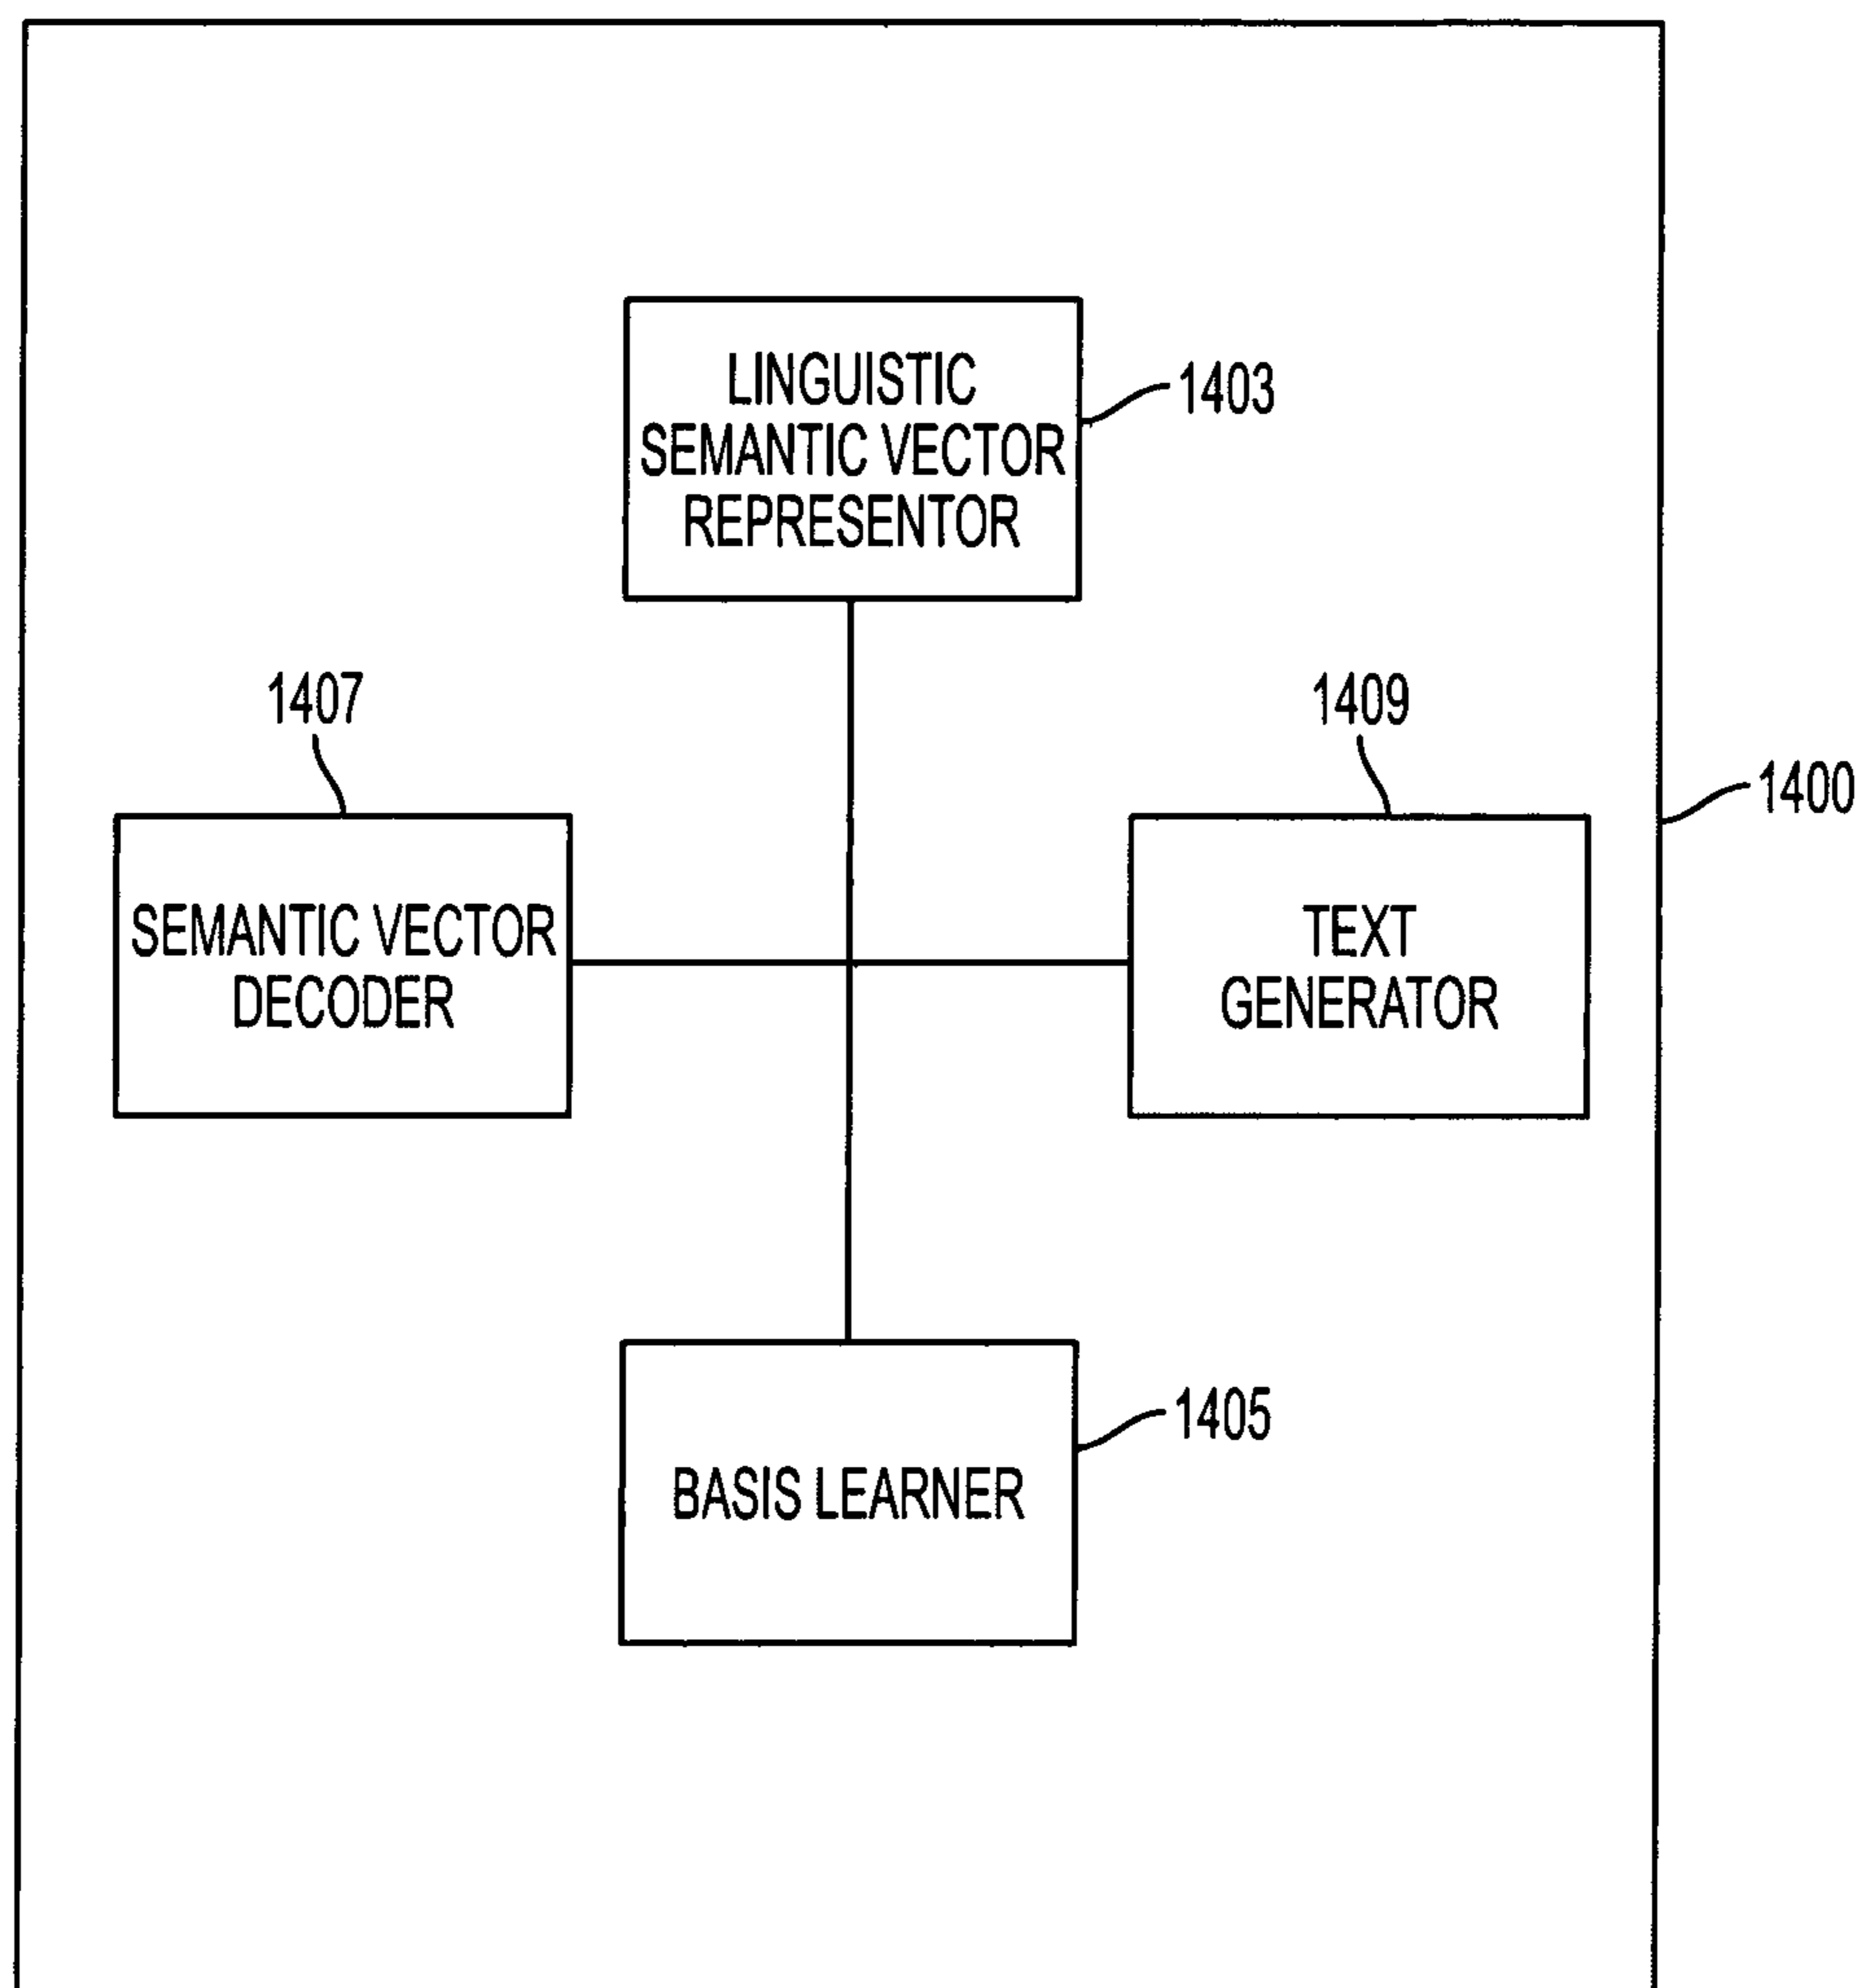 LINGUISTIC
SEMANTIC VECTOR
REPRESENTOR
1403
1407
1409
1400
SEMANTIC VECTOR
DECODER
TEXT
GENERATOR
1405
BASIS LEARNER